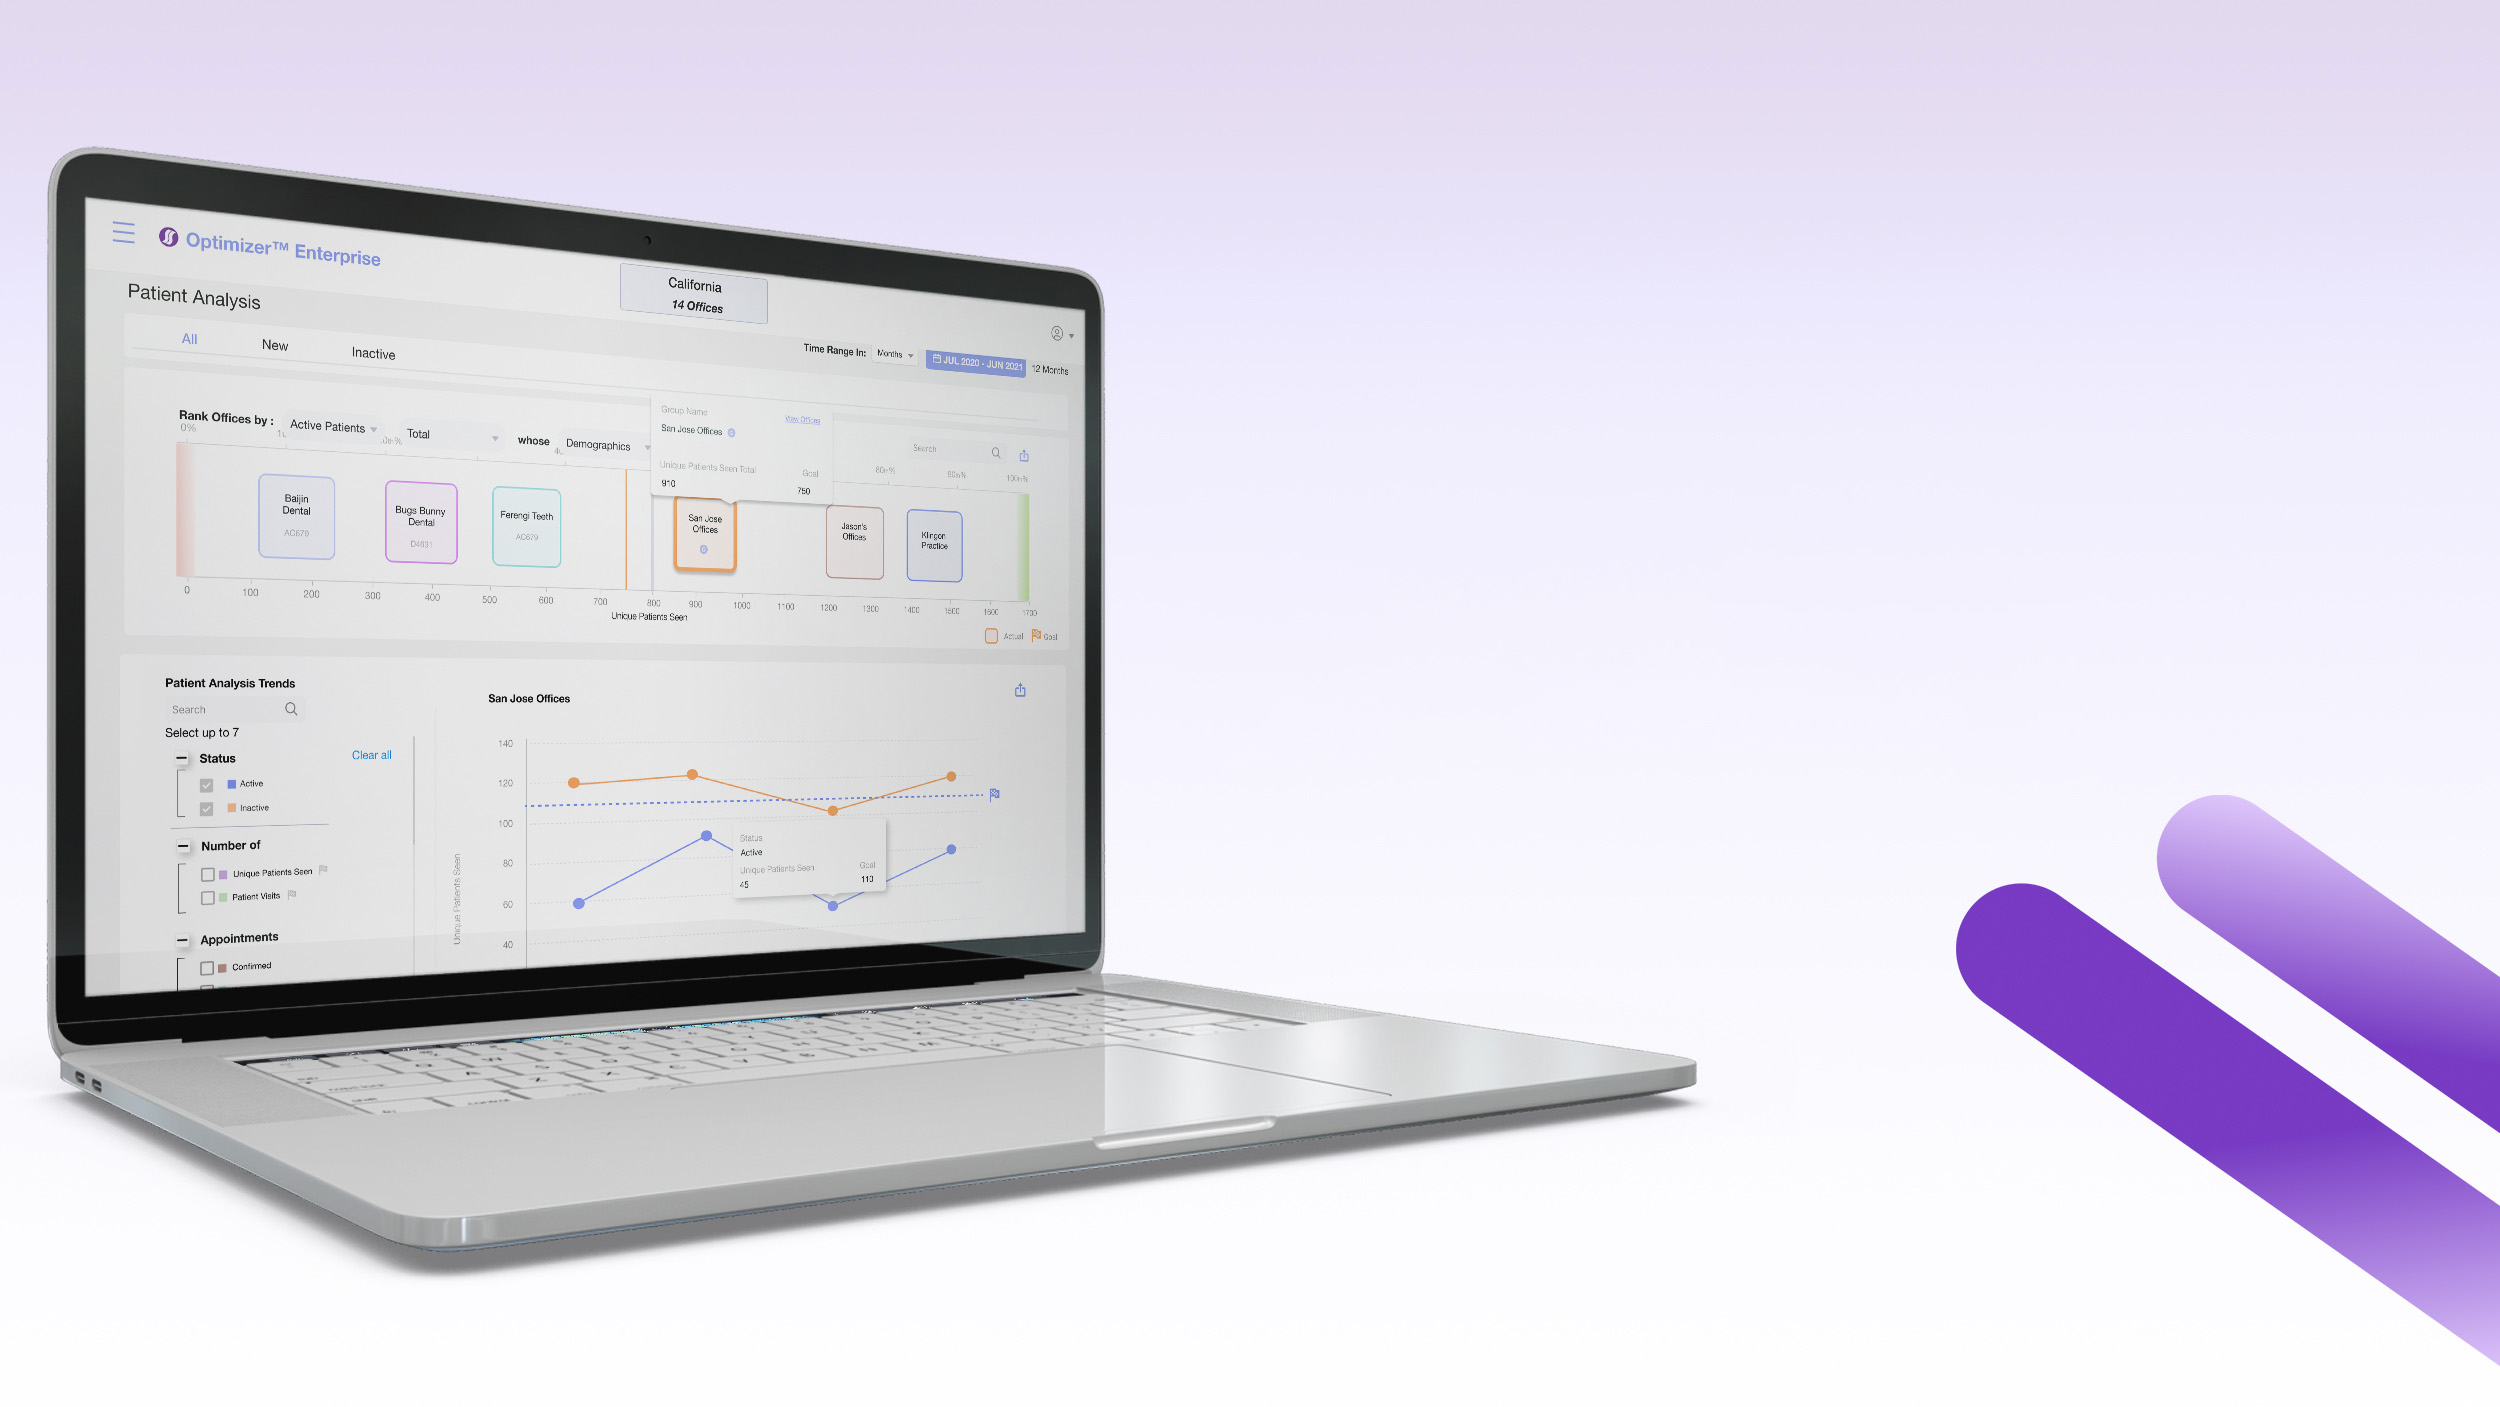 Optimizer™ Enterprise
California
14 Offices
Patient Analysis
All
New
Inactive
Time Range In:
Months
JUL 2020 - JUN 2021
12 Months
Rank Offices by :
Active Patients
Total
whose
Demographics
Group Name
View Offices
San Jose Offices
Unique Patients Seen Total
Goal
910
750
Search
0%
Baijin
Dental
AC679
Bugs Bunny
Dental
D4631
Ferengi Teeth
AC679
San Jose
Offices
Jason's
Offices
Klingon
Practice
0
100
200
300
400
500
600
700
800
900
1000
1100
1200
1300
1400
1500
1600
1700
Unique Patients Seen
Actual
Goal
Patient Analysis Trends
Search
Select up to 7
Status
Clear all
Active
Inactive
Number of
Unique Patients Seen
Patient Visits
Appointments
Confirmed
San Jose Offices
140
120
100
80
60
40
Unique Patients Seen
Status
Active
Unique Patients Seen
Goal
45
110